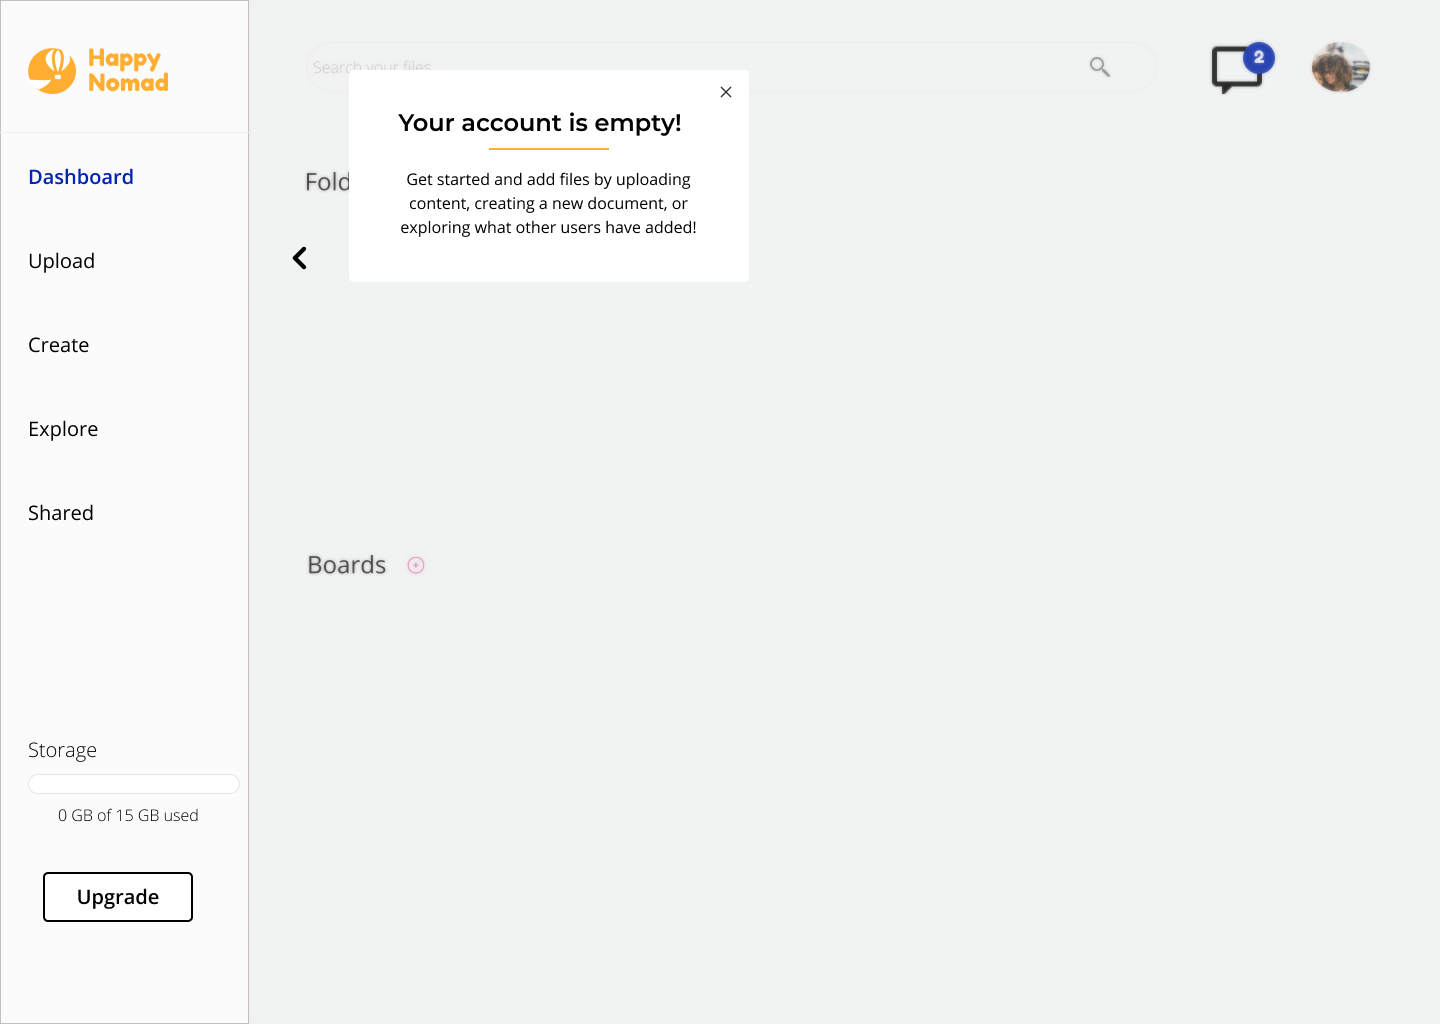 Happy
Nomad
Search your files
2
Your account is empty!
Get started and add files by uploading
content, creating a new document, or
exploring what other users have added!
Dashboard
Fold
Upload
Create
Explore
Shared
Boards
Storage
0 GB of 15 GB used
Upgrade